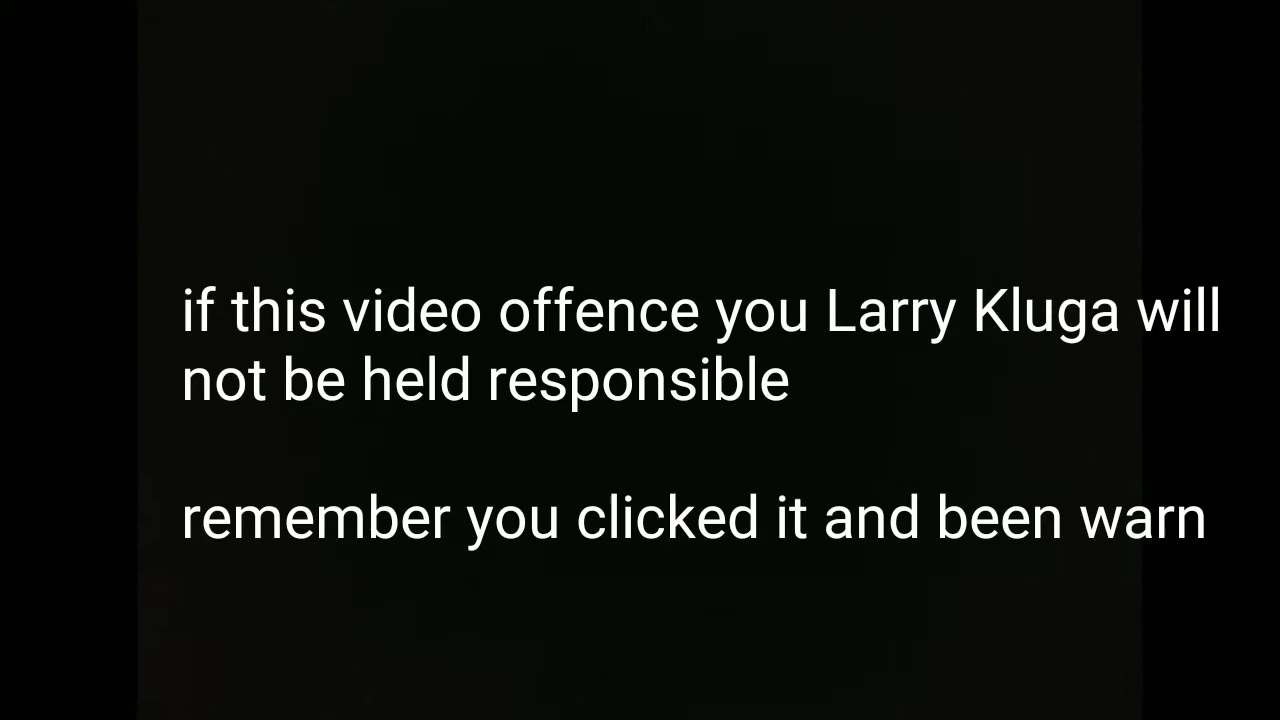 if this video offence you Larry Kluga will
not be held responsible
remember you clicked it and been warn